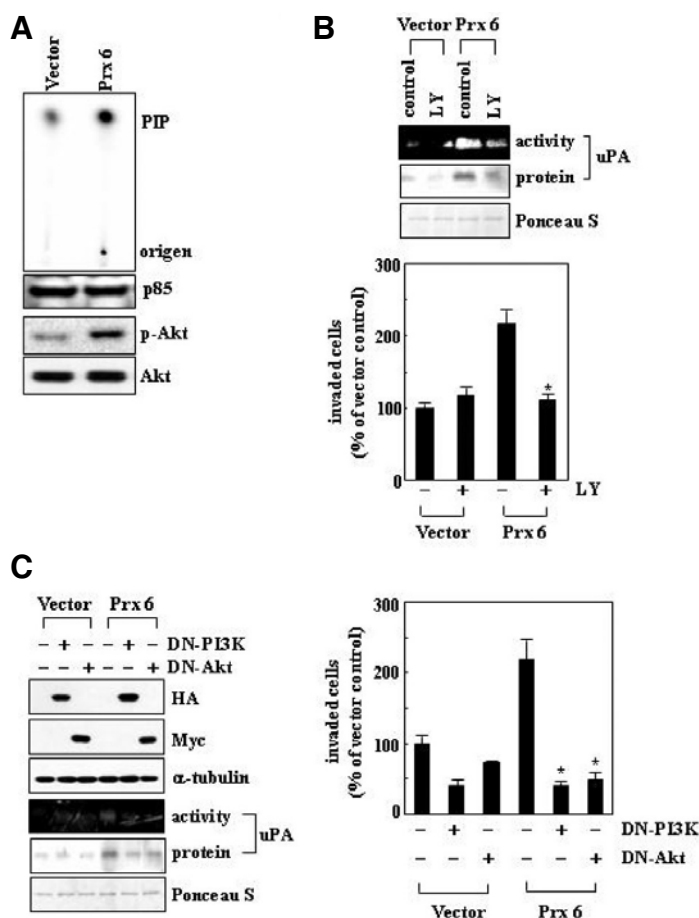 A
Vector
Prx 6
PIP
origen
p85
p-Akt
Akt
B
Vector Prx 6
control
LY
control
LY
activity
protein
uPA
Ponceau S
300
200
100
0
invaded cells
(% of vector control)
− + − +
LY
*
Vector
Prx 6
C
Vector Prx 6
− + − − + − DN-PI3K
− − + − − + DN-Akt
HA
Myc
α-tubulin
activity
protein
uPA
Ponceau S
300
200
100
50
0
invaded cells
(% of vector control)
* *
− + − − + − DN-PI3K
− − + − − + DN-Akt
Vector
Prx 6